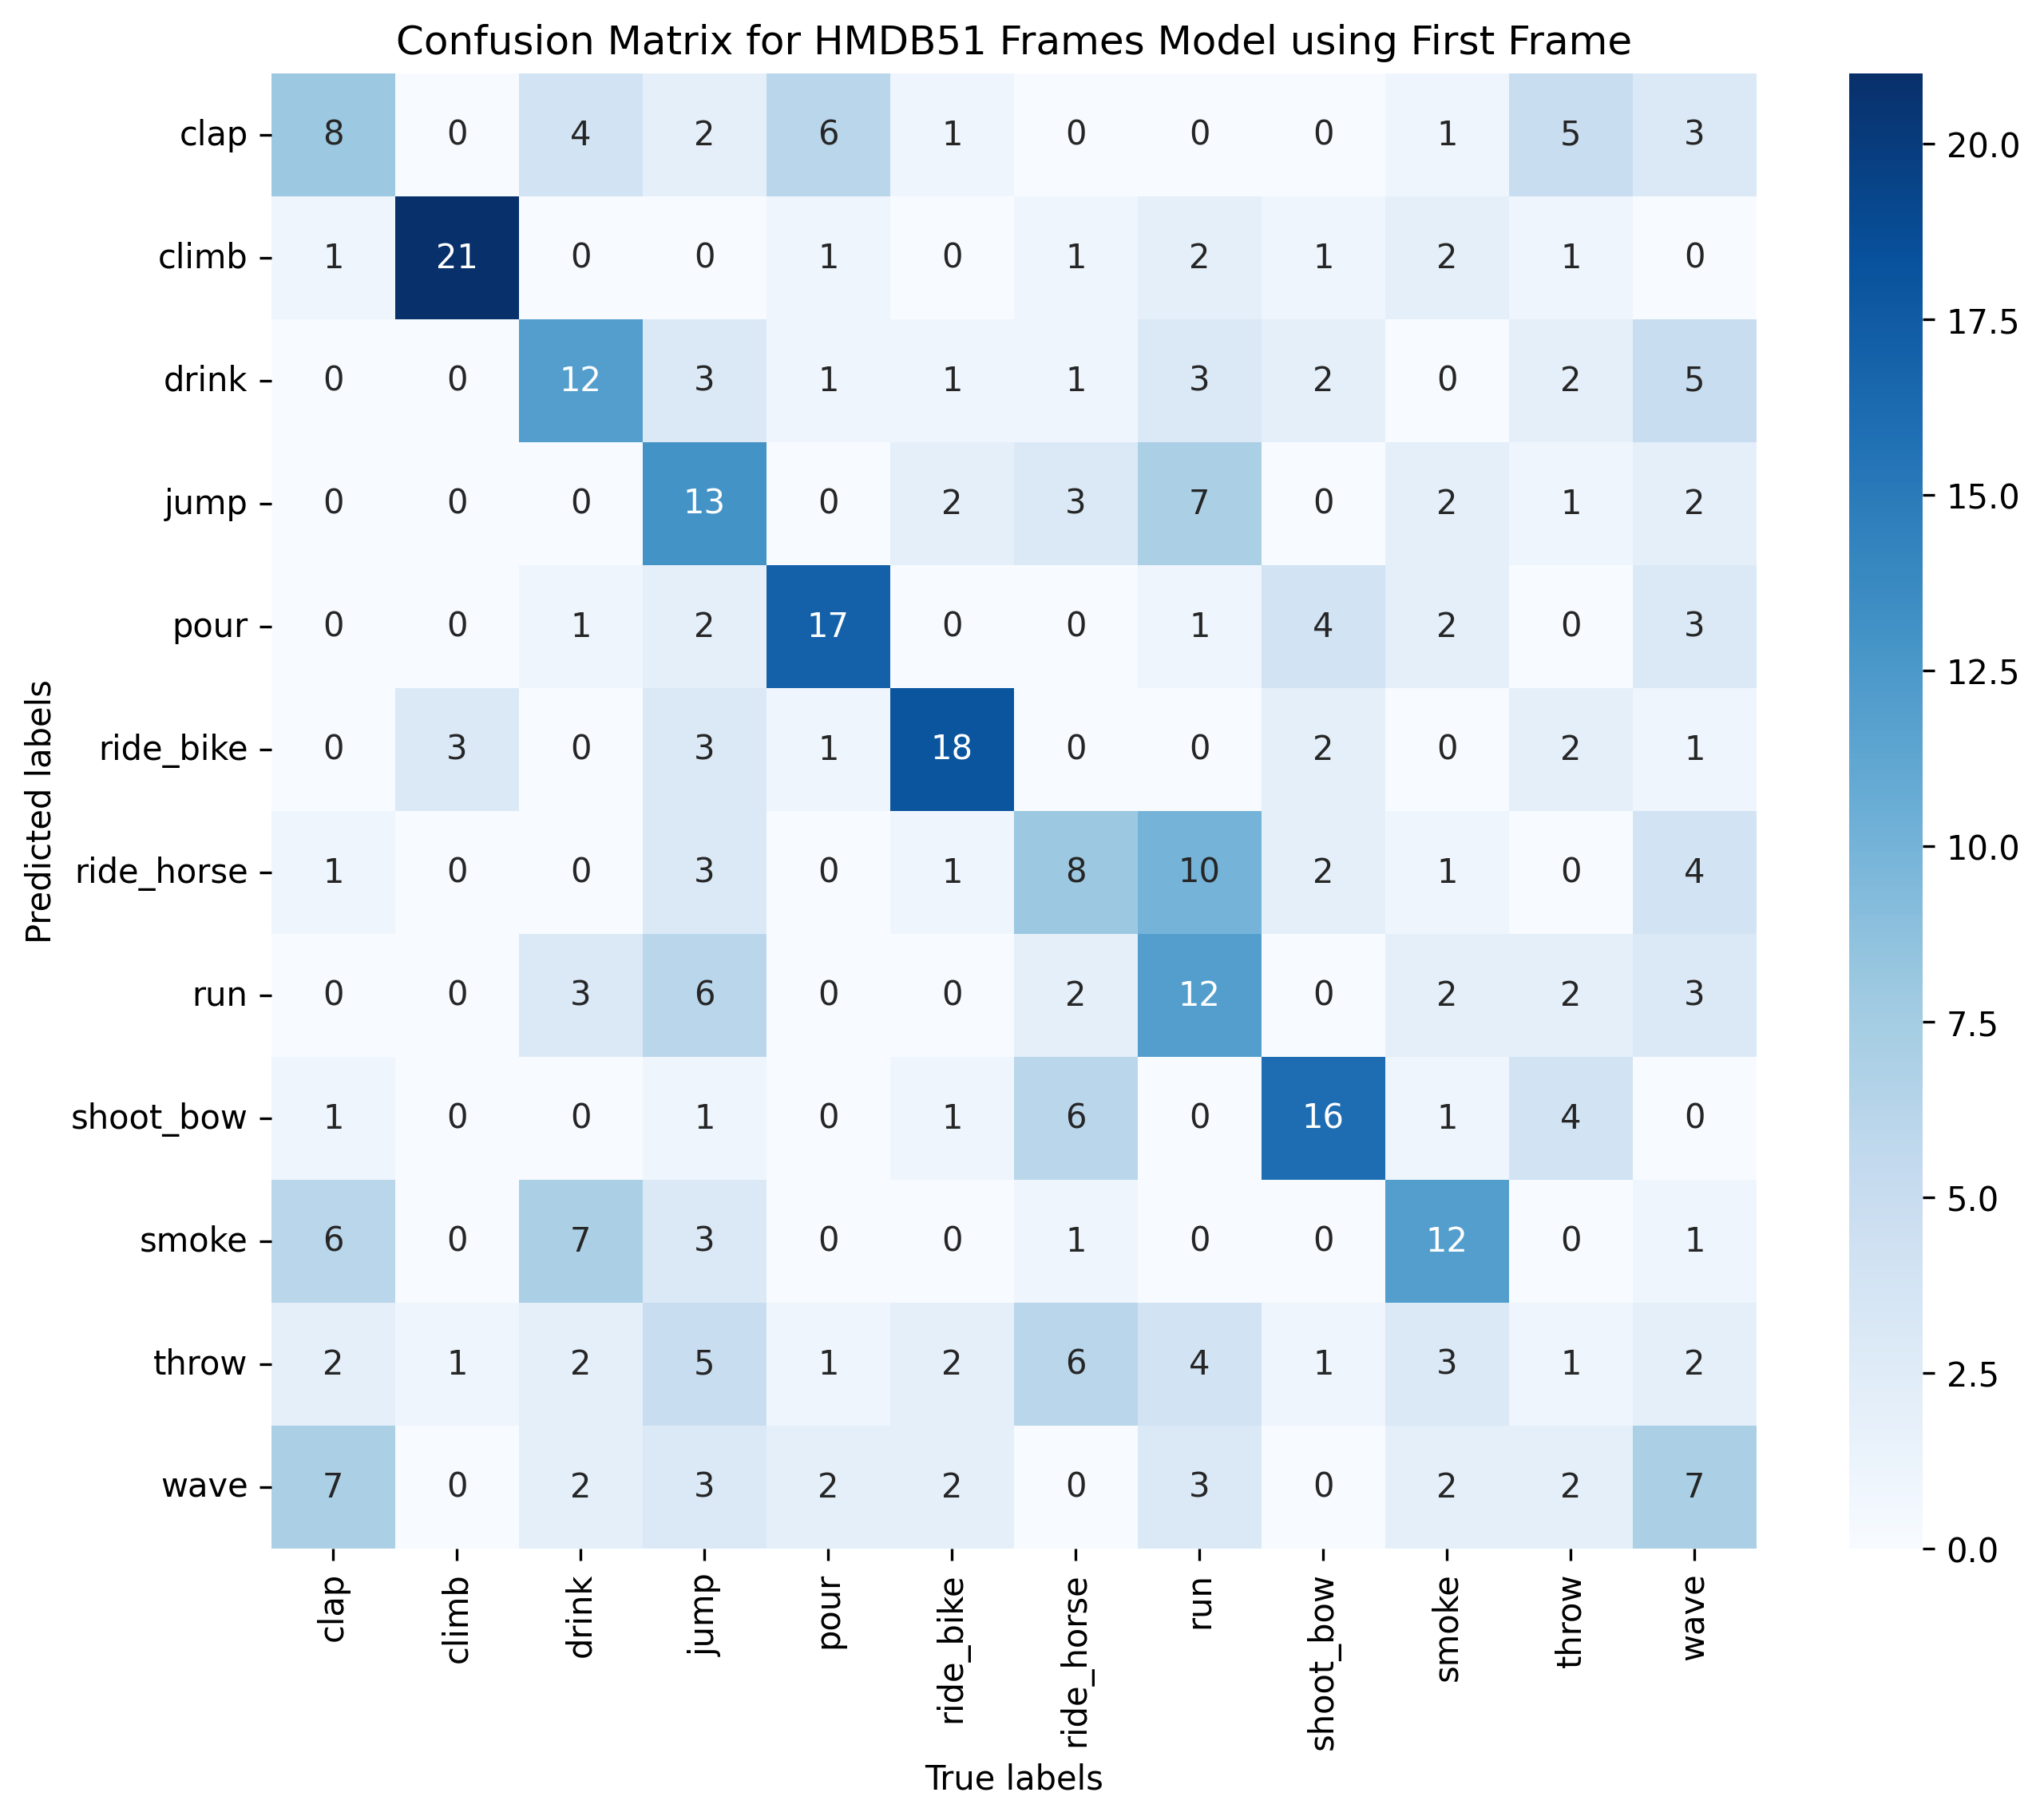 Confusion Matrix for HMDB51 Frames Model using First Frame
Predicted labels
clap 8 0 4 2 6 1 0 0 0 1 5 3
climb 1 21 0 0 1 0 1 2 1 2 1 0
drink 0 0 12 3 1 1 1 3 2 0 2 5
jump 0 0 0 13 0 2 3 7 0 2 1 2
pour 0 0 1 2 17 0 0 1 4 2 0 3
ride_bike 0 3 0 3 1 18 0 0 2 0 2 1
ride_horse 1 0 0 3 0 1 8 10 2 1 0 4
run 0 0 3 6 0 0 2 12 0 2 2 3
shoot_bow 1 0 0 1 0 1 6 0 16 1 4 0
smoke 6 0 7 3 0 0 1 0 0 12 0 1
throw 2 1 2 5 1 2 6 4 1 3 1 2
wave 7 0 2 3 2 2 0 3 0 2 2 7
clap climb drink jump pour ride_bike ride_horse run shoot_bow smoke throw wave
True labels
20.0
17.5
15.0
12.5
10.0
7.5
5.0
2.5
0.0